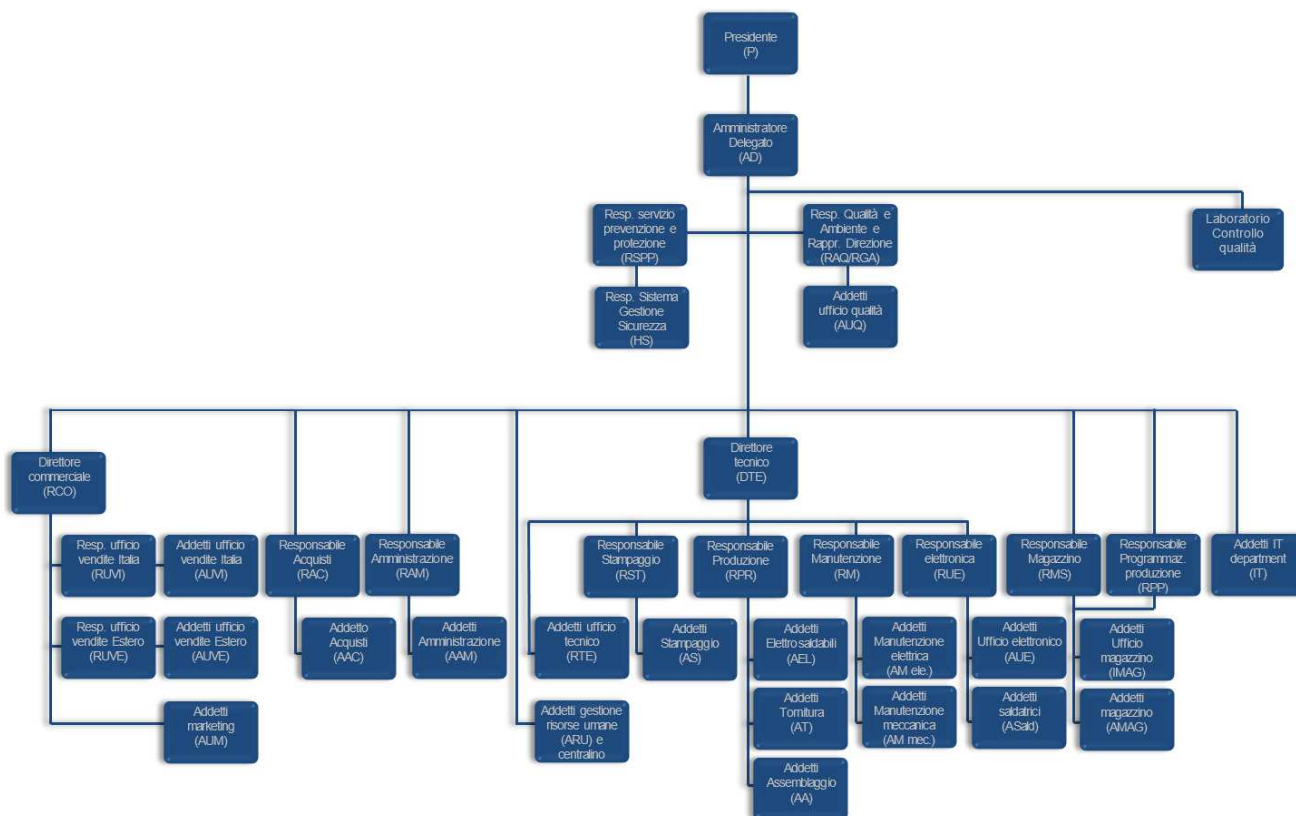 Presidente
(P)
Amministratore
Delegato
(AD)
Resp. servizio
prevenzione e
protezione
(RSPP)
Resp. Qualità e
Ambiente e
Rappr. Direzione
(RAQ/RGA)
Laboratorio
Controllo
qualità
Resp. Sistema
Gestione
Sicurezza
(HS)
Addetti
ufficio qualità
(AUQ)
Direttore
commerciale
(RCO)
Direttore
tecnico
(DTE)
Resp. ufficio
vendite Italia
(RUVI)
Addetti ufficio
vendite Italia
(AUVI)
Responsabile
Acquisti
(RAC)
Responsabile
Amministrazione
(RAM)
Responsabile
Stampaggio
(RST)
Responsabile
Produzione
(RPR)
Responsabile
Manutenzione
(RM)
Responsabile
elettronica
(RUE)
Responsabile
Magazzino
(RMS)
Responsabile
Programmaz.
produzione
(RPP)
Addetti IT
department
(IT)
Resp. ufficio
vendite Estero
(RUVE)
Addetti ufficio
vendite Estero
(AUVE)
Addetto
Acquisti
(AAC)
Addetti
Amministrazione
(AAM)
Addetti ufficio
tecnico
(RTE)
Addetti
Stampaggio
(AS)
Addetti
Elettrosaldabili
(AEL)
Addetti
Manutenzione
elettrica
(AM ele.)
Addetti
Ufficio elettronico
(AUE)
Addetti
Ufficio
magazzino
(IMAG)
Addetti
marketing
(AUM)
Addetti gestione
risorse umane
(ARU) e
centralino
Addetti
Tornitura
(AT)
Addetti
Manutenzione
meccanica
(AM mec.)
Addetti
saldatrici
(ASald)
Addetti
magazzino
(AMAG)
Addetti
Assemblaggio
(AA)